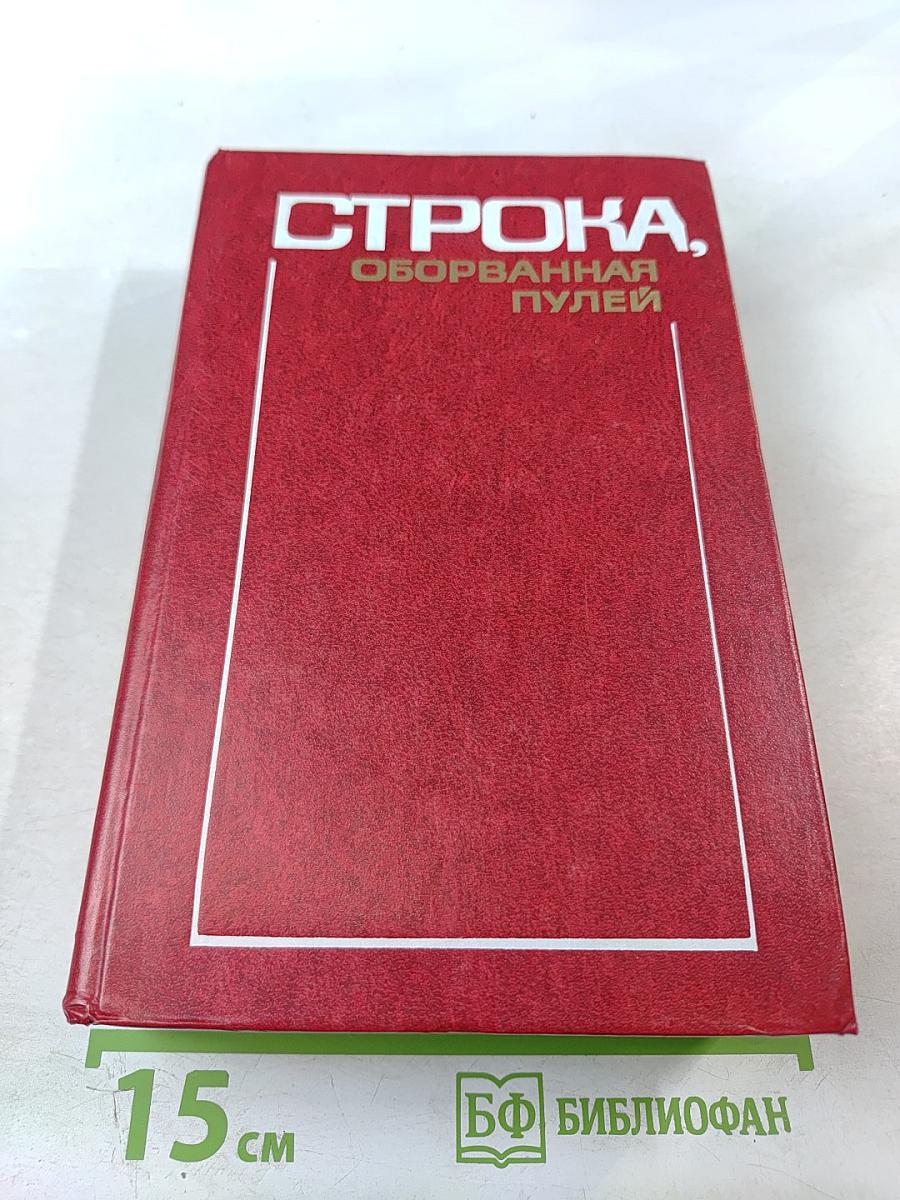 СТРОКА,
ОБОРВАННАЯ
ПУЛЕЙ
15 см
БФ БИБЛИОФАН